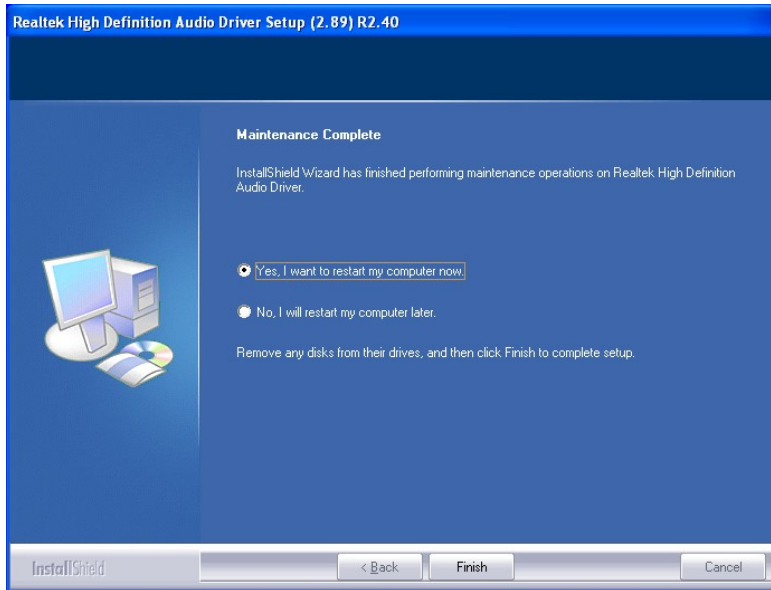 Realtek High Definition Audio Driver Setup (2.89) R2.40
Maintenance Complete
InstallShield Wizard has finished performing maintenance operations on Realtek High Definition
Audio Driver.
Yes, I want to restart my computer now.
No, I will restart my computer later.
Remove any disks from their drives, and then click Finish to complete setup.
InstallShield
< Back
Finish
Cancel